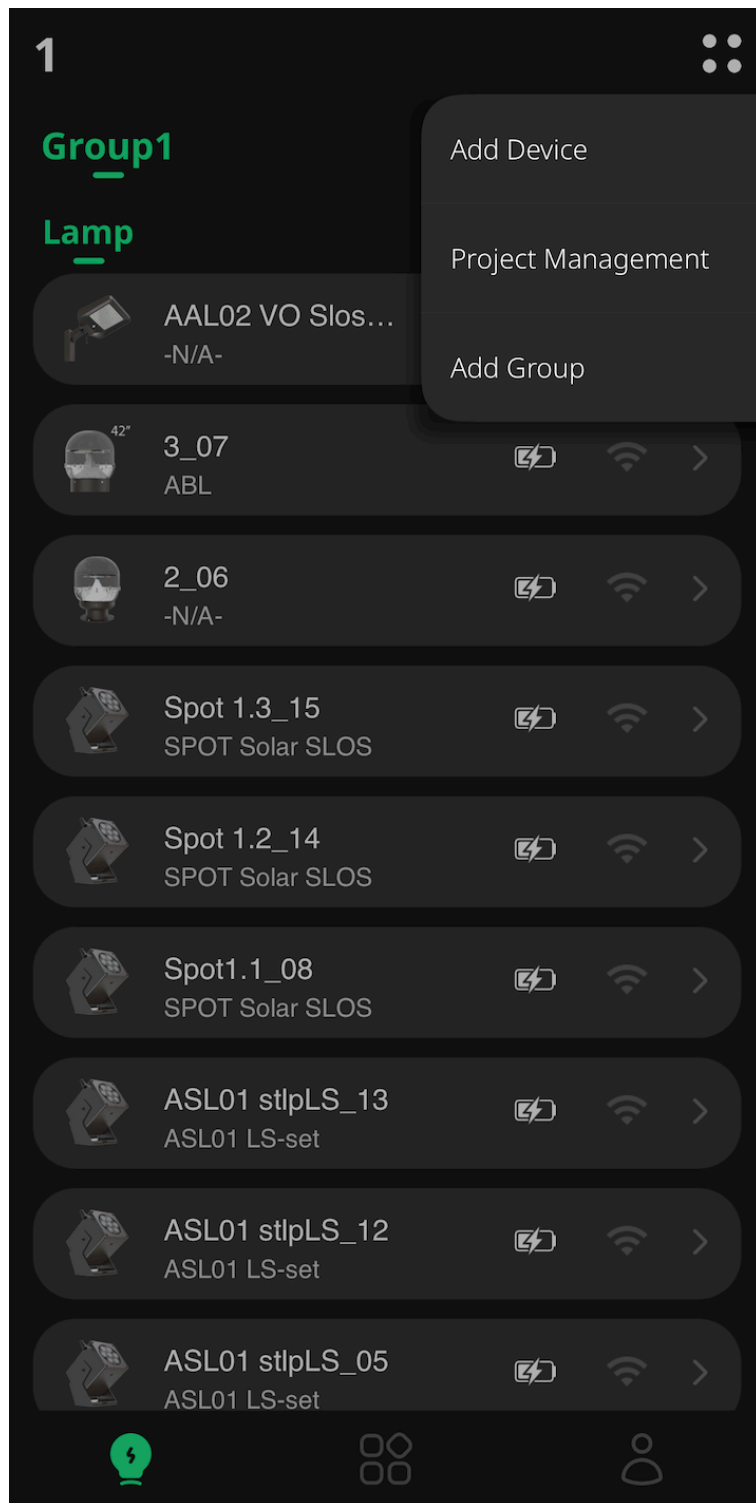 1
Group1
Add Device
Lamp
Project Management
AAL02 VO Slos...
-N/A-
Add Group
42"
3_07
ABL
2_06
-N/A-
Spot 1.3_15
SPOT Solar SLOS
Spot 1.2_14
SPOT Solar SLOS
Spot1.1_08
SPOT Solar SLOS
ASL01 stlpLS_13
ASL01 LS-set
ASL01 stlpLS_12
ASL01 LS-set
ASL01 stlpLS_05
ASL01 LS-set